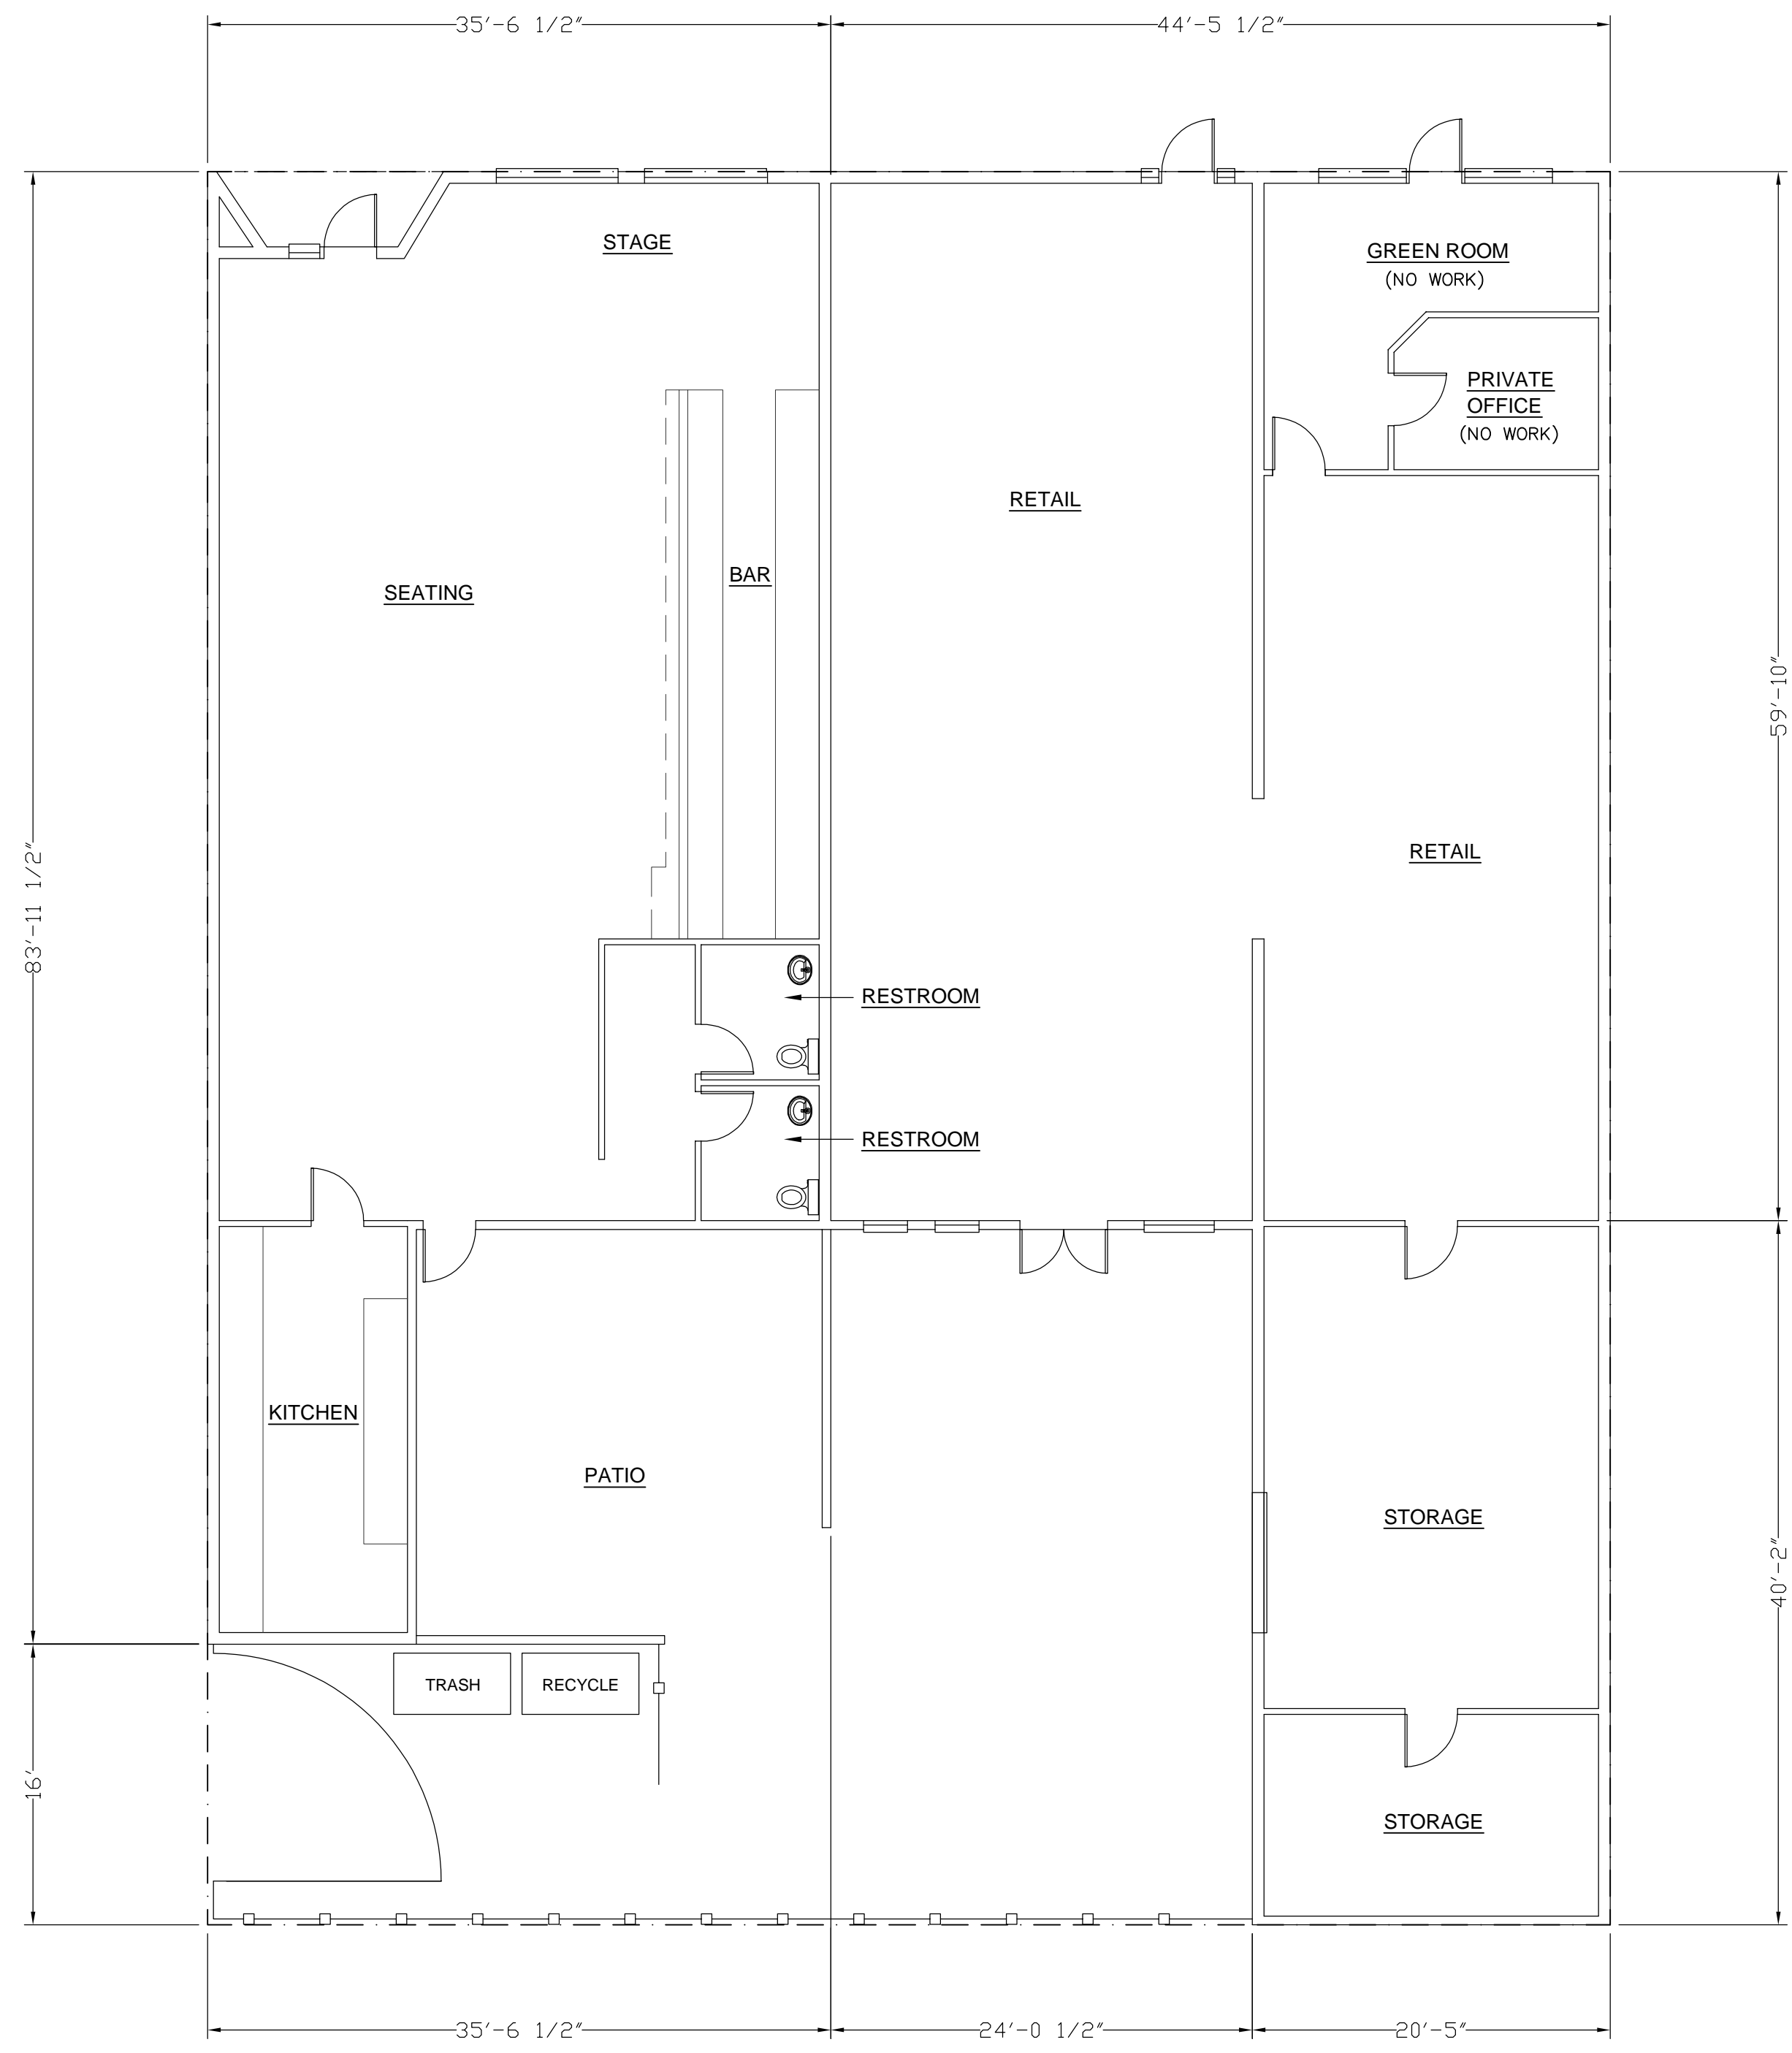 35'-6 1/2"
44'-5 1/2"
STAGE
GREEN ROOM
(NO WORK)
PRIVATE
OFFICE
(NO WORK)
RETAIL
BAR
SEATING
59'-10"
83'-11 1/2"
RETAIL
RESTROOM
RESTROOM
KITCHEN
PATIO
STORAGE
40'-2"
TRASH
RECYCLE
16'
STORAGE
35'-6 1/2"
24'-0 1/2"
20'-5"